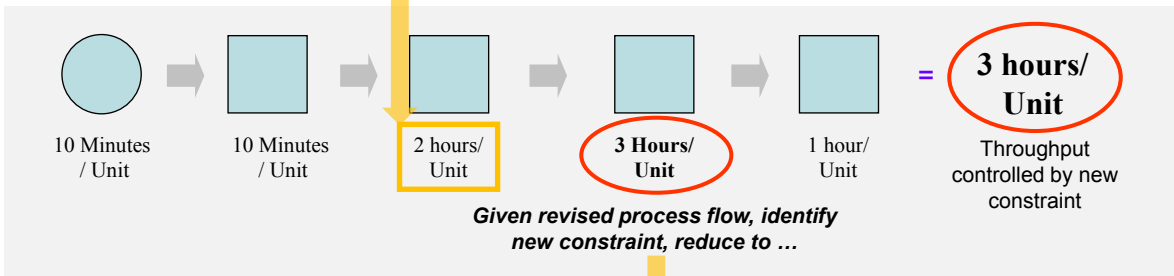 10 Minutes
/ Unit
10 Minutes
/ Unit
2 hours/
Unit
3 Hours/
Unit
1 hour/
Unit
=
3 hours/
Unit
Throughput
controlled by new
constraint
Given revised process flow, identify
new constraint, reduce to …